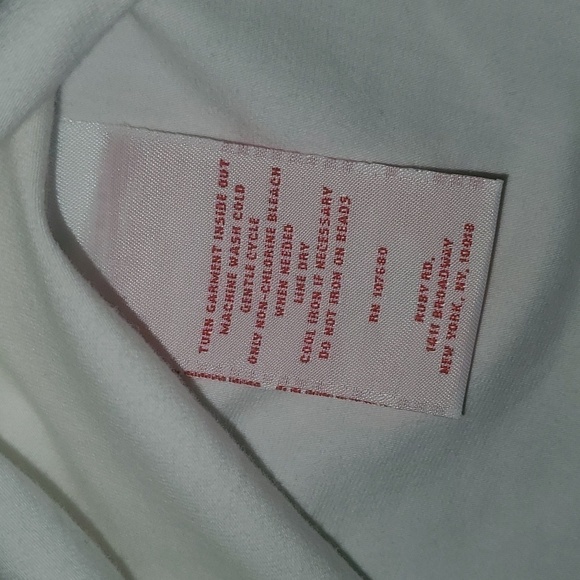 TURN GARMENT INSIDE OUT
MACHINE WASH COLD
GENTLE CYCLE
ONLY NON-CHLORINE BLEACH
WHEN NEEDED
LINE DRY
COOL IRON IF NECESSARY
DO NOT IRON ON BEADS
RN 107680
RUBY RD.
1411 BROADWAY
NEW YORK, NY, 10018